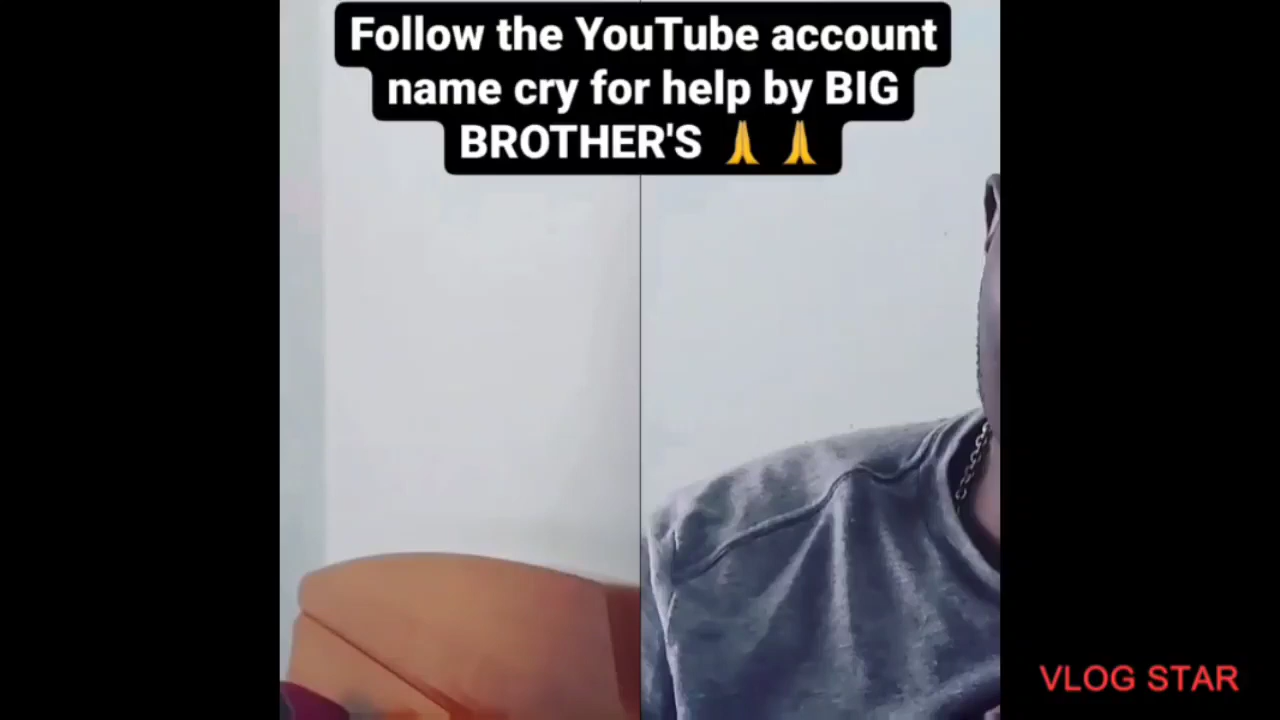 Follow the YouTube account
name cry for help by BIG
BROTHER'S 🙏 🙏
VLOG STAR